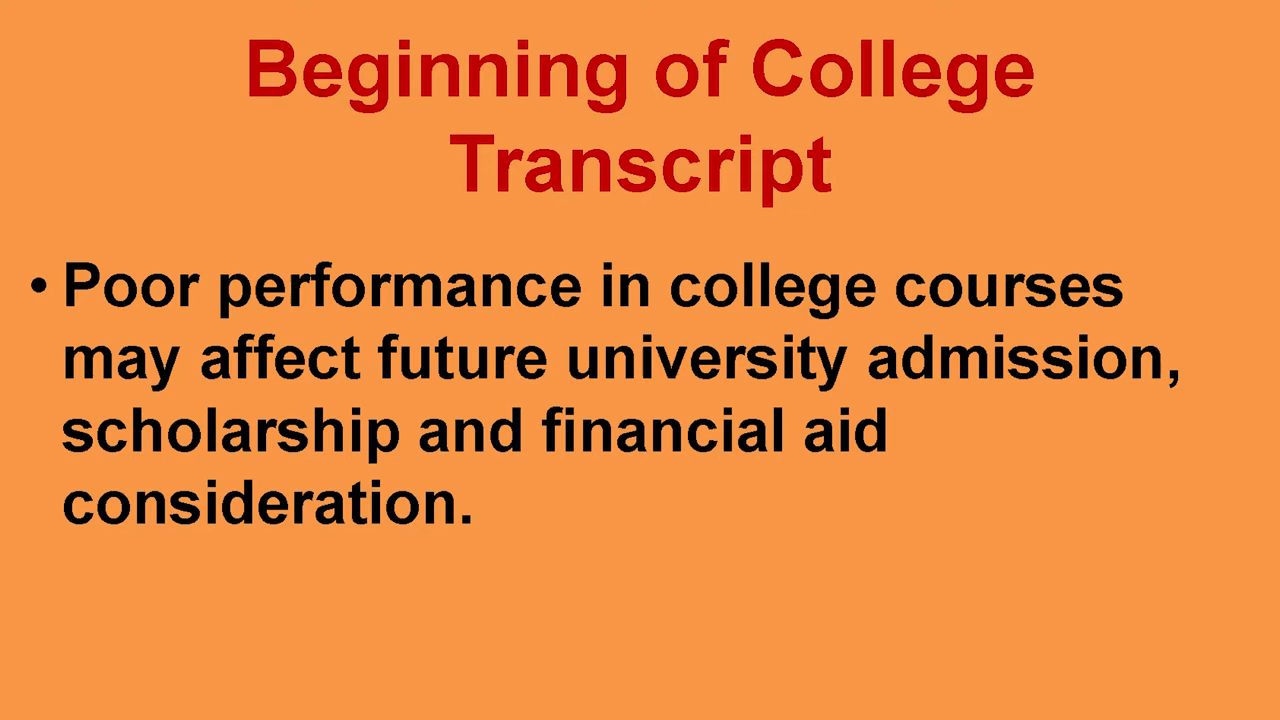 Beginning of College
Transcript
• Poor performance in college courses
may affect future university admission,
scholarship and financial aid
consideration.